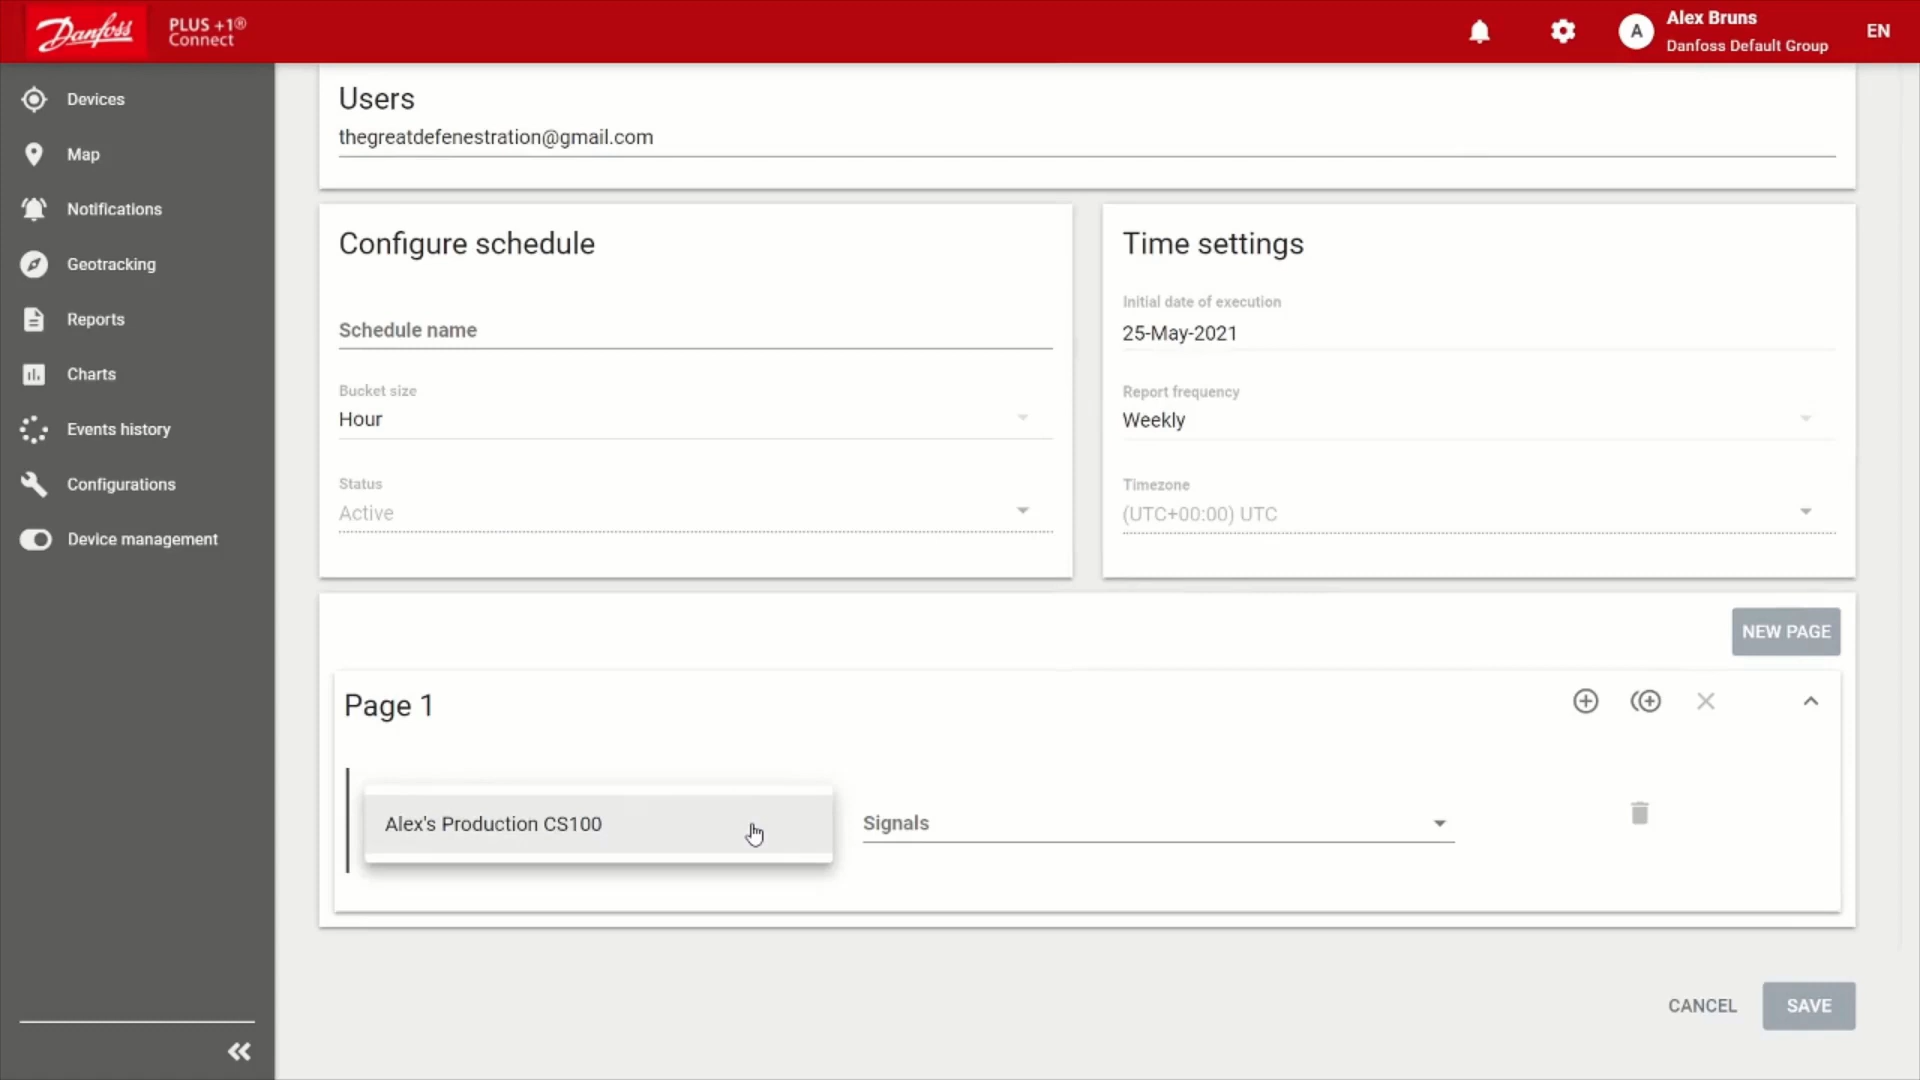 Danfoss
PLUS +1®
Connect
Alex Bruns
A
Danfoss Default Group
EN
Devices
Map
Notifications
Geotracking
Reports
Charts
Events history
Configurations
Device management
Users
thegreatdefenestration@gmail.com
Configure schedule
Schedule name
Bucket size
Hour
Status
Active
Time settings
Initial date of execution
25-May-2021
Report frequency
Weekly
Timezone
(UTC+00:00) UTC
NEW PAGE
Page 1
Alex's Production CS100
Signals
CANCEL
SAVE